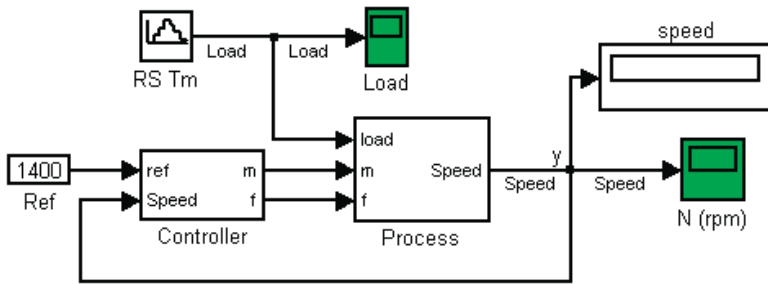 speed
Load
Load
RS Tm
Load
load
1400
ref
m
m
Speed
y
Speed
f
f
Speed
Speed
Ref
Controller
Process
N (rpm)